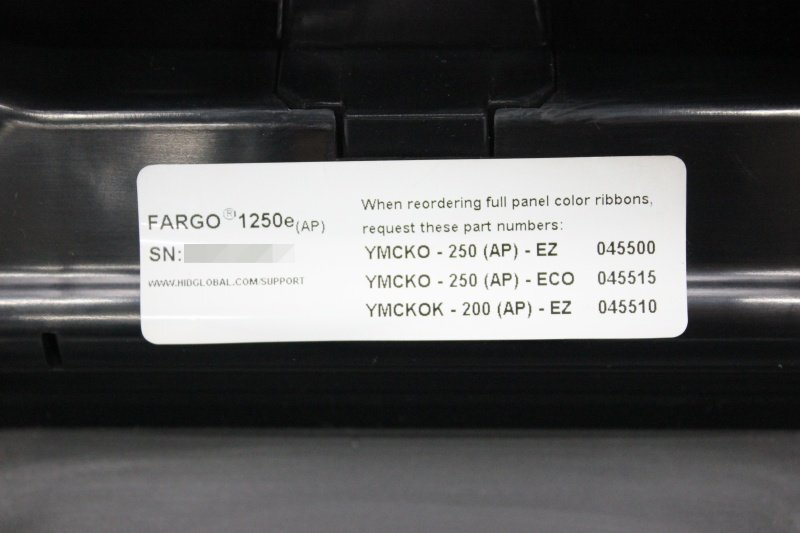 FARGO® 1250e(AP)
SN:
WWW.HIDGLOBAL.COM/SUPPORT
When reordering full panel color ribbons,
request these part numbers:
YMCKO - 250 (AP) - EZ 045500
YMCKO - 250 (AP) - ECO 045515
YMCKOK - 200 (AP) - EZ 045510